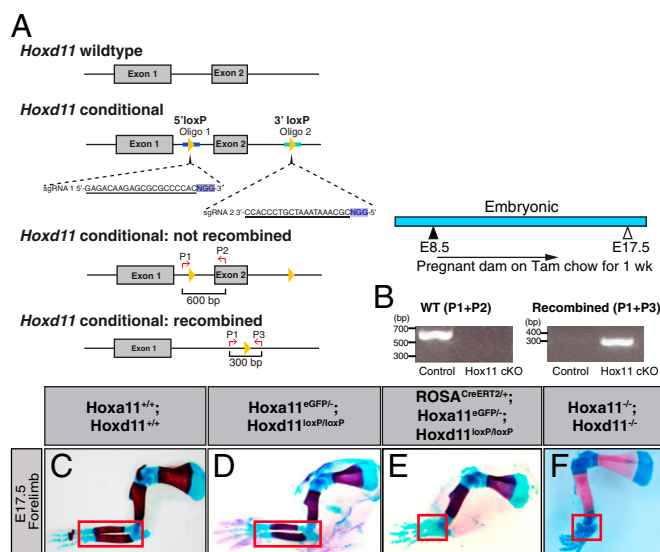 A
Hoxd11 wildtype
Exon 1
Exon 2
Hoxd11 conditional
5'loxP
Oligo 1
3' loxP
Oligo 2
Exon 1
Exon 2
sgRNA 1 5'-GAGACAAGAGCGCGCCCCACNGG-3'
sgRNA 2 3'-CCACCCTGCTAAATAAACGCNGG-5'
Hoxd11 conditional: not recombined
P1
P2
Exon 1
Exon 2
600 bp
Hoxd11 conditional: recombined
P1
P3
Exon 1
300 bp
Embryonic
E8.5
E17.5
Pregnant dam on Tam chow for 1 wk
B
WT (P1+P2)
Recombined (P1+P3)
(bp)
700
500
300
(bp)
400
300
Control
Hox11 cKO
Control
Hox11 cKO
Hoxa11+/+;
Hoxd11+/+
Hoxa11eGFP/-;
Hoxd11loxP/loxP
ROSACreERT2/+;
Hoxa11eGFP/-;
Hoxd11loxP/loxP
Hoxa11-/-;
Hoxd11-/-
E17.5
Forelimb
C
D
E
F